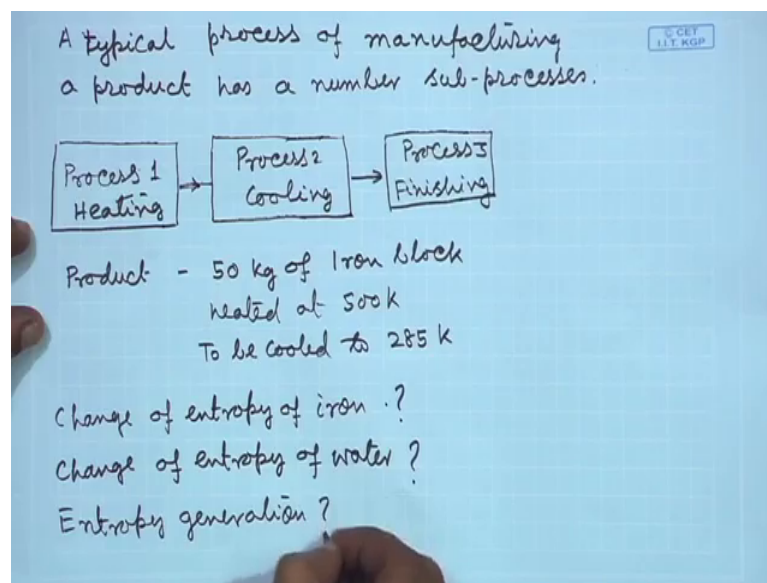 A typical process of manufacturing
a product has a number sub-processes.
© CET
I.I.T. KGP
Process 1
Heating
Process 2
Cooling
Process 3
Finishing
Product - 50 kg of Iron block
heated at 500K
To be cooled to 285 K
Change of entropy of iron ?
Change of entropy of water ?
Entropy generation ?